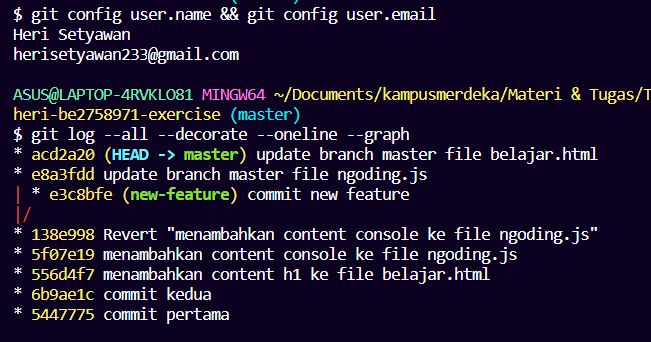 $ git config user.name && git config user.email
Heri Setyawan
herisetyawan233@gmail.com
ASUS@LAPTOP-4RVKLO81 MINGW64 ~/Documents/kampusmerdeka/Materi & Tugas/T
heri-be2758971-exercise (master)
$ git log --all --decorate --oneline --graph
* acd2a20 (HEAD -> master) update branch master file belajar.html
* e8a3fdd update branch master file ngoding.js
| * e3c8bfe (new-feature) commit new feature
|/
* 138e998 Revert "menambahkan content console ke file ngoding.js"
* 5f07e19 menambahkan content console ke file ngoding.js
* 556d4f7 menambahkan content h1 ke file belajar.html
* 6b9ae1c commit kedua
* 5447775 commit pertama